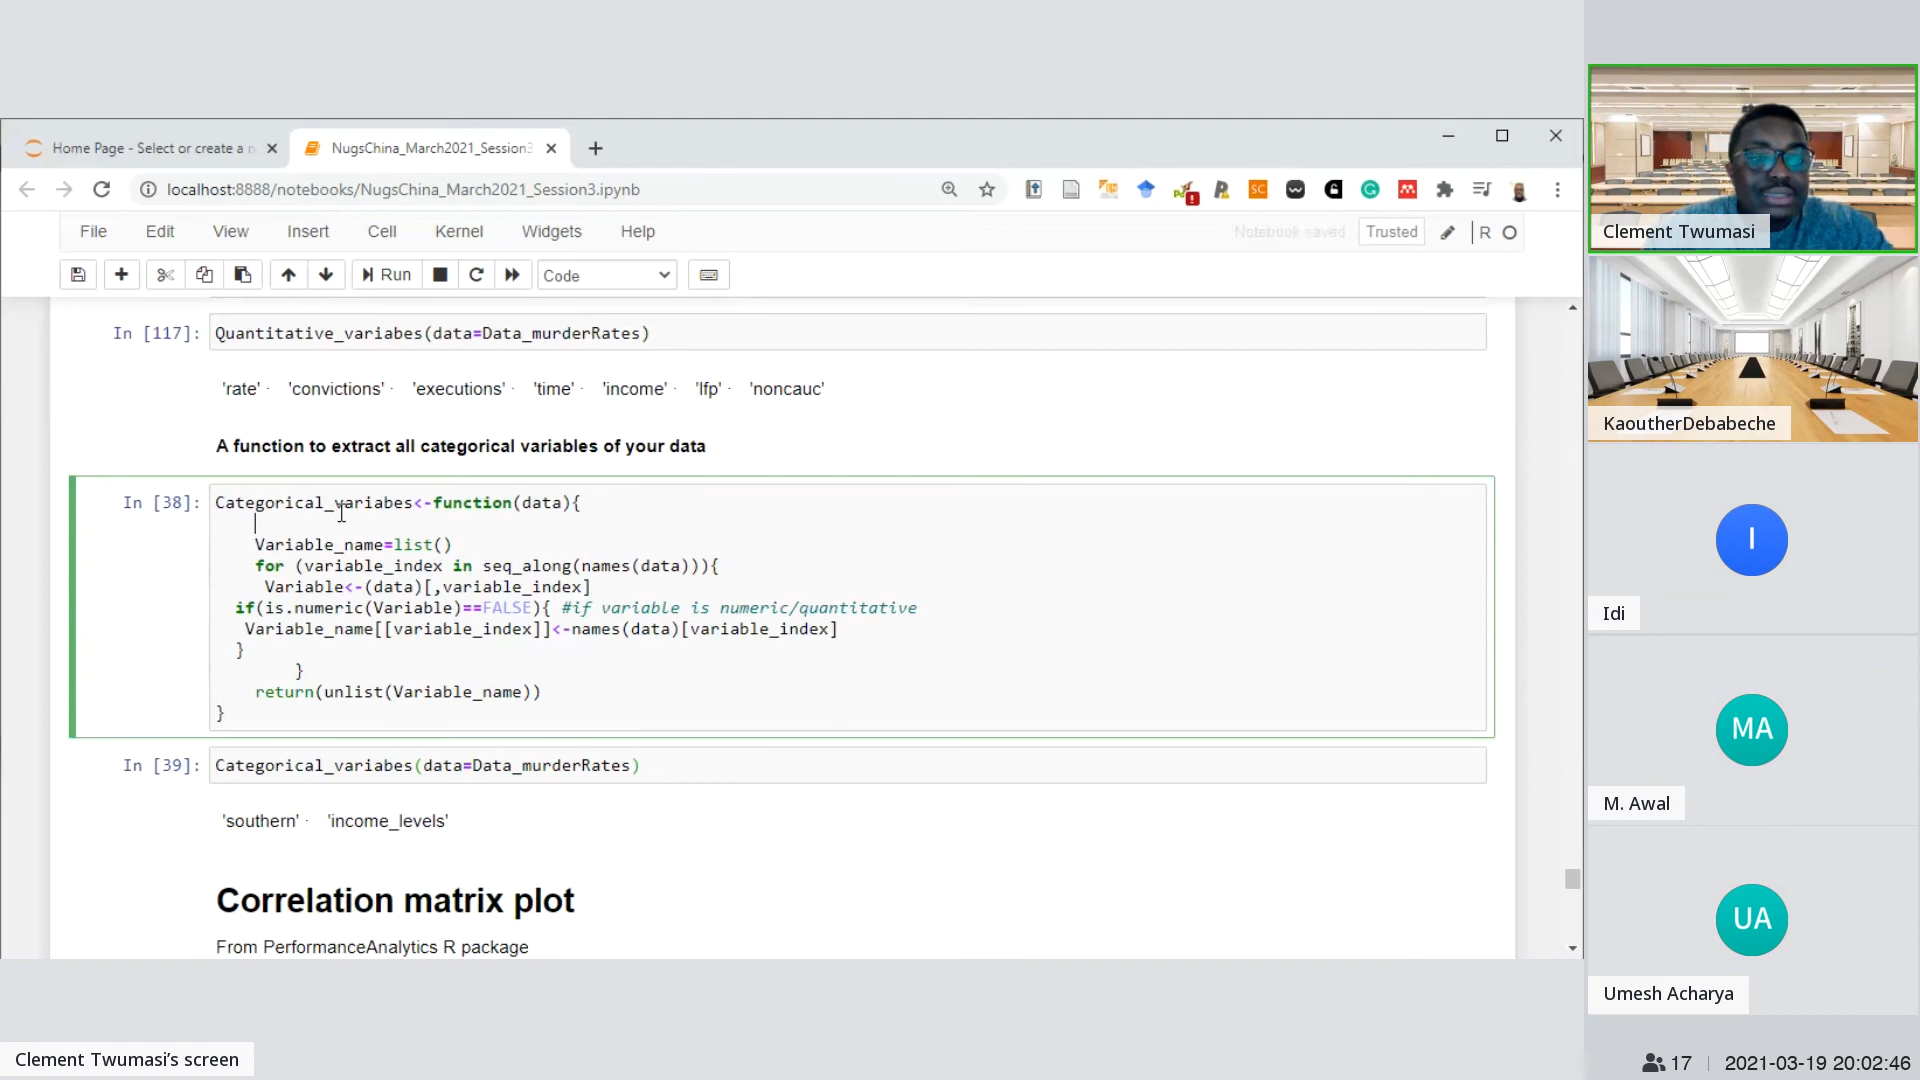 Home Page - Select or create a n
NugsChina_March2021_Session3
localhost:8888/notebooks/NugsChina_March2021_Session3.ipynb
File Edit View Insert Cell Kernel Widgets Help
Notebook saved Trusted R
Run Code
In [117]: Quantitative_variabes(data=Data_murderRates)
'rate' · 'convictions' · 'executions' · 'time' · 'income' · 'lfp' · 'noncauc'
A function to extract all categorical variables of your data
In [38]: Categorical_variabes<-function(data){
Variable_name=list()
for (variable_index in seq_along(names(data))){
Variable<-(data)[,variable_index]
if(is.numeric(Variable)==FALSE){ #if variable is numeric/quantitative
Variable_name[[variable_index]]<-names(data)[variable_index]
}
}
return(unlist(Variable_name))
}
In [39]: Categorical_variabes(data=Data_murderRates)
'southern' · 'income_levels'
Correlation matrix plot
From PerformanceAnalytics R package
Clement Twumasi's screen
Clement Twumasi
KaoutherDebabeche
I
Idi
MA
M. Awal
UA
Umesh Acharya
17 2021-03-19 20:02:46